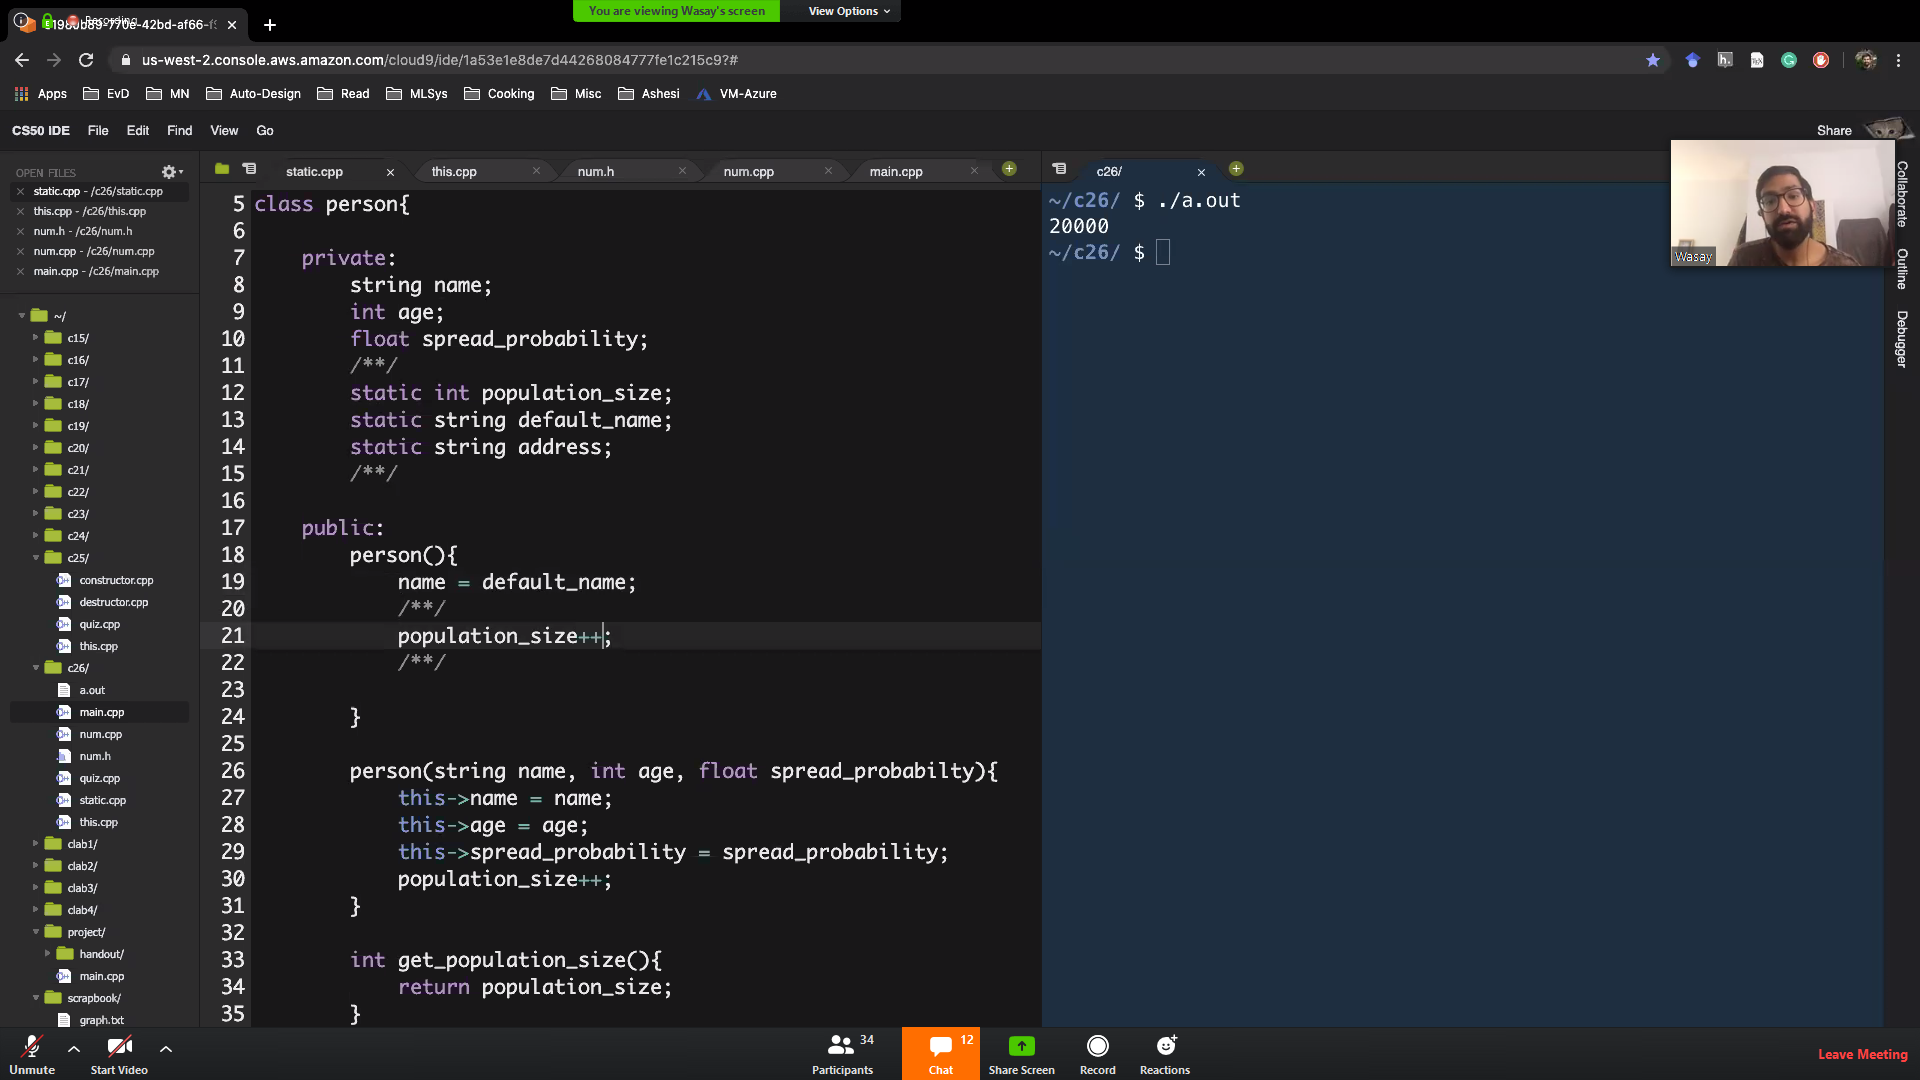 Recording
You are viewing Wasay's screen
View Options
us-west-2.console.aws.amazon.com/cloud9/ide/1a53e1e8de7d44268084777fe1c215c9?#
Apps EvD MN Auto-Design Read MLSys Cooking Misc Ashesi VM-Azure
CS50 IDE File Edit Find View Go
Share
OPEN FILES
static.cpp - /c26/static.cpp
this.cpp - /c26/this.cpp
num.h - /c26/num.h
num.cpp - /c26/num.cpp
main.cpp - /c26/main.cpp
~/
c15/
c16/
c17/
c18/
c19/
c20/
c21/
c22/
c23/
c24/
c25/
constructor.cpp
destructor.cpp
quiz.cpp
this.cpp
c26/
a.out
main.cpp
num.cpp
num.h
quiz.cpp
static.cpp
this.cpp
clab1/
clab2/
clab3/
clab4/
project/
handout/
main.cpp
scrapbook/
graph.txt
static.cpp this.cpp num.h num.cpp main.cpp
5 class person{
6
7 private:
8 string name;
9 int age;
10 float spread_probability;
11 /**/
12 static int population_size;
13 static string default_name;
14 static string address;
15 /**/
16
17 public:
18 person(){
19 name = default_name;
20 /**/
21 population_size++;
22 /**/
23
24 }
25
26 person(string name, int age, float spread_probabilty){
27 this->name = name;
28 this->age = age;
29 this->spread_probability = spread_probability;
30 population_size++;
31 }
32
33 int get_population_size(){
34 return population_size;
35 }
c26/
~/c26/ $ ./a.out
20000
~/c26/ $
Wasay
Collaborate
Outline
Debugger
Unmute
Start Video
34
Participants
12
Chat
Share Screen
Record
Reactions
Leave Meeting